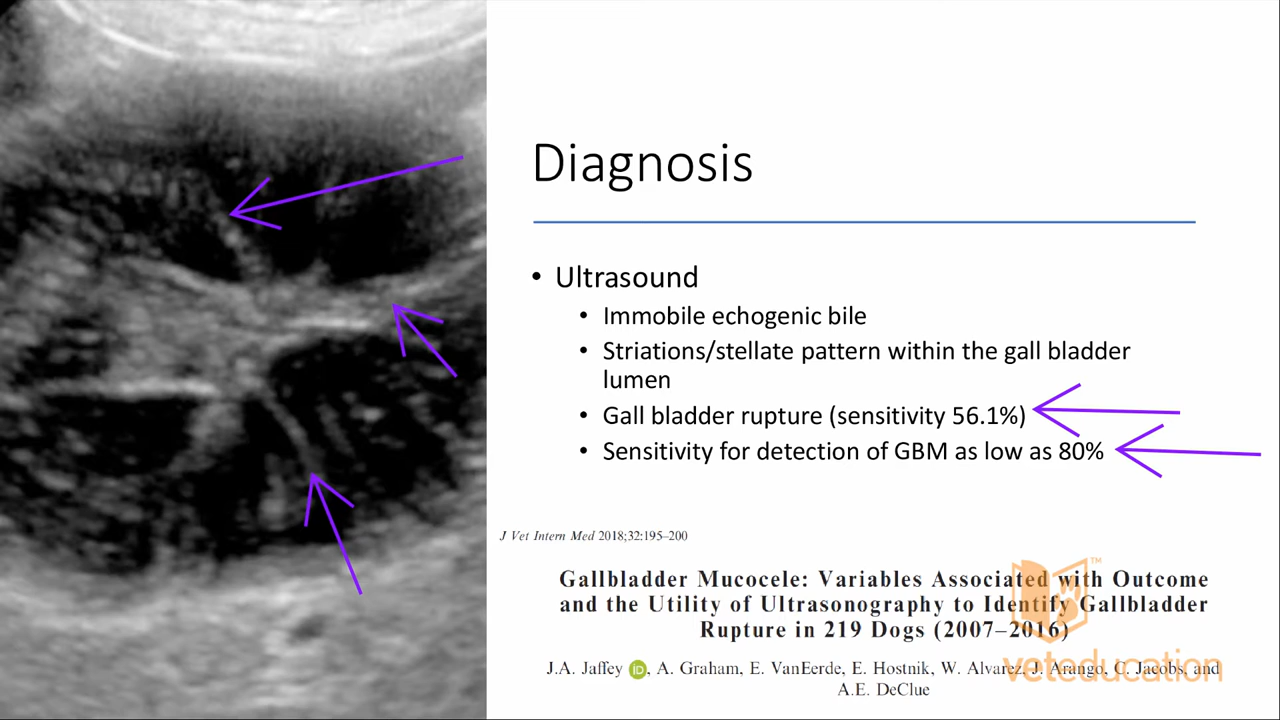 Diagnosis
• Ultrasound
• Immobile echogenic bile
• Striations/stellate pattern within the gall bladder
lumen
• Gall bladder rupture (sensitivity 56.1%)
• Sensitivity for detection of GBM as low as 80%
J Vet Intern Med 2018;32:195–200
Gallbladder Mucocele: Variables Associated with Outcome
and the Utility of Ultrasonography to Identify Gallbladder
Rupture in 219 Dogs (2007–2016)
J.A. Jaffey iD, A. Graham, E. VanEerde, E. Hostnik, W. Alvarez, J. Arango, C. Jacobs, and
A.E. DeClue
veteducation
TM